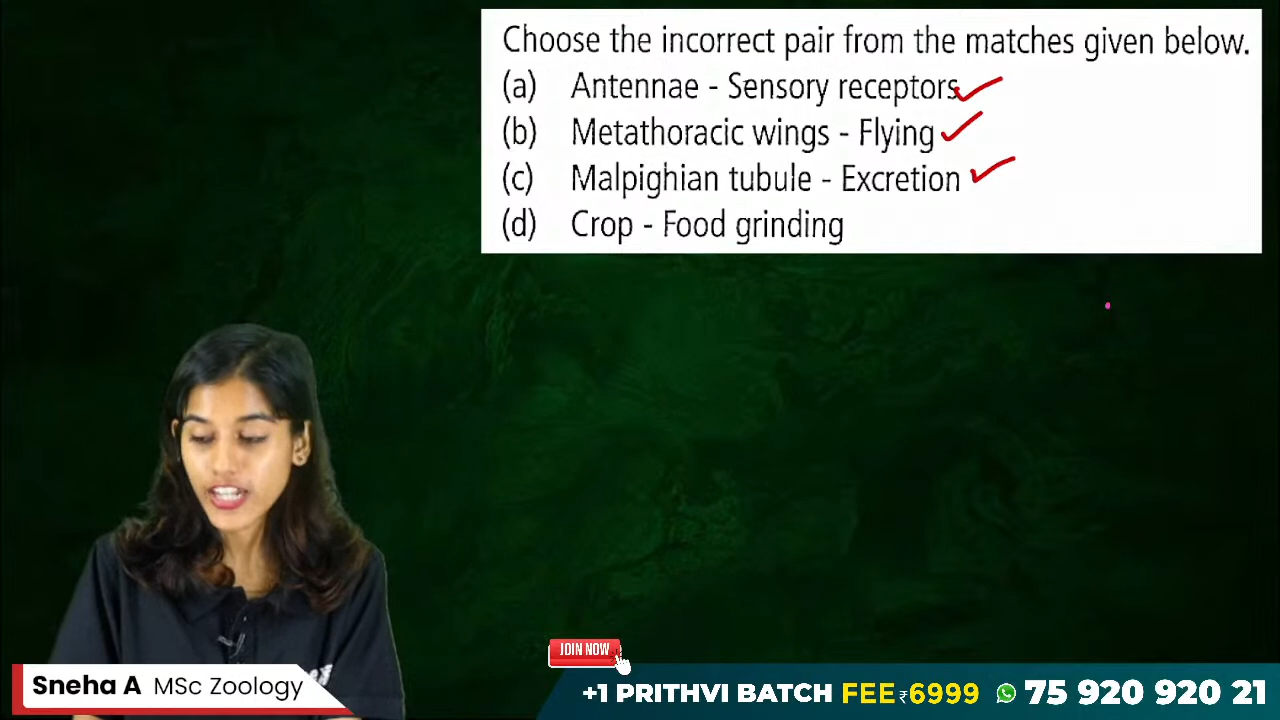 Choose the incorrect pair from the matches given below.
(a) Antennae - Sensory receptors
(b) Metathoracic wings - Flying
(c) Malpighian tubule - Excretion
(d) Crop - Food grinding
JOIN NOW
Sneha A MSc Zoology
+1 PRITHVI BATCH FEE ₹6999 75 920 920 21